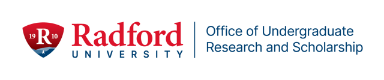 19 R 10
Radford
UNIVERSITY
Office of Undergraduate
Research and Scholarship